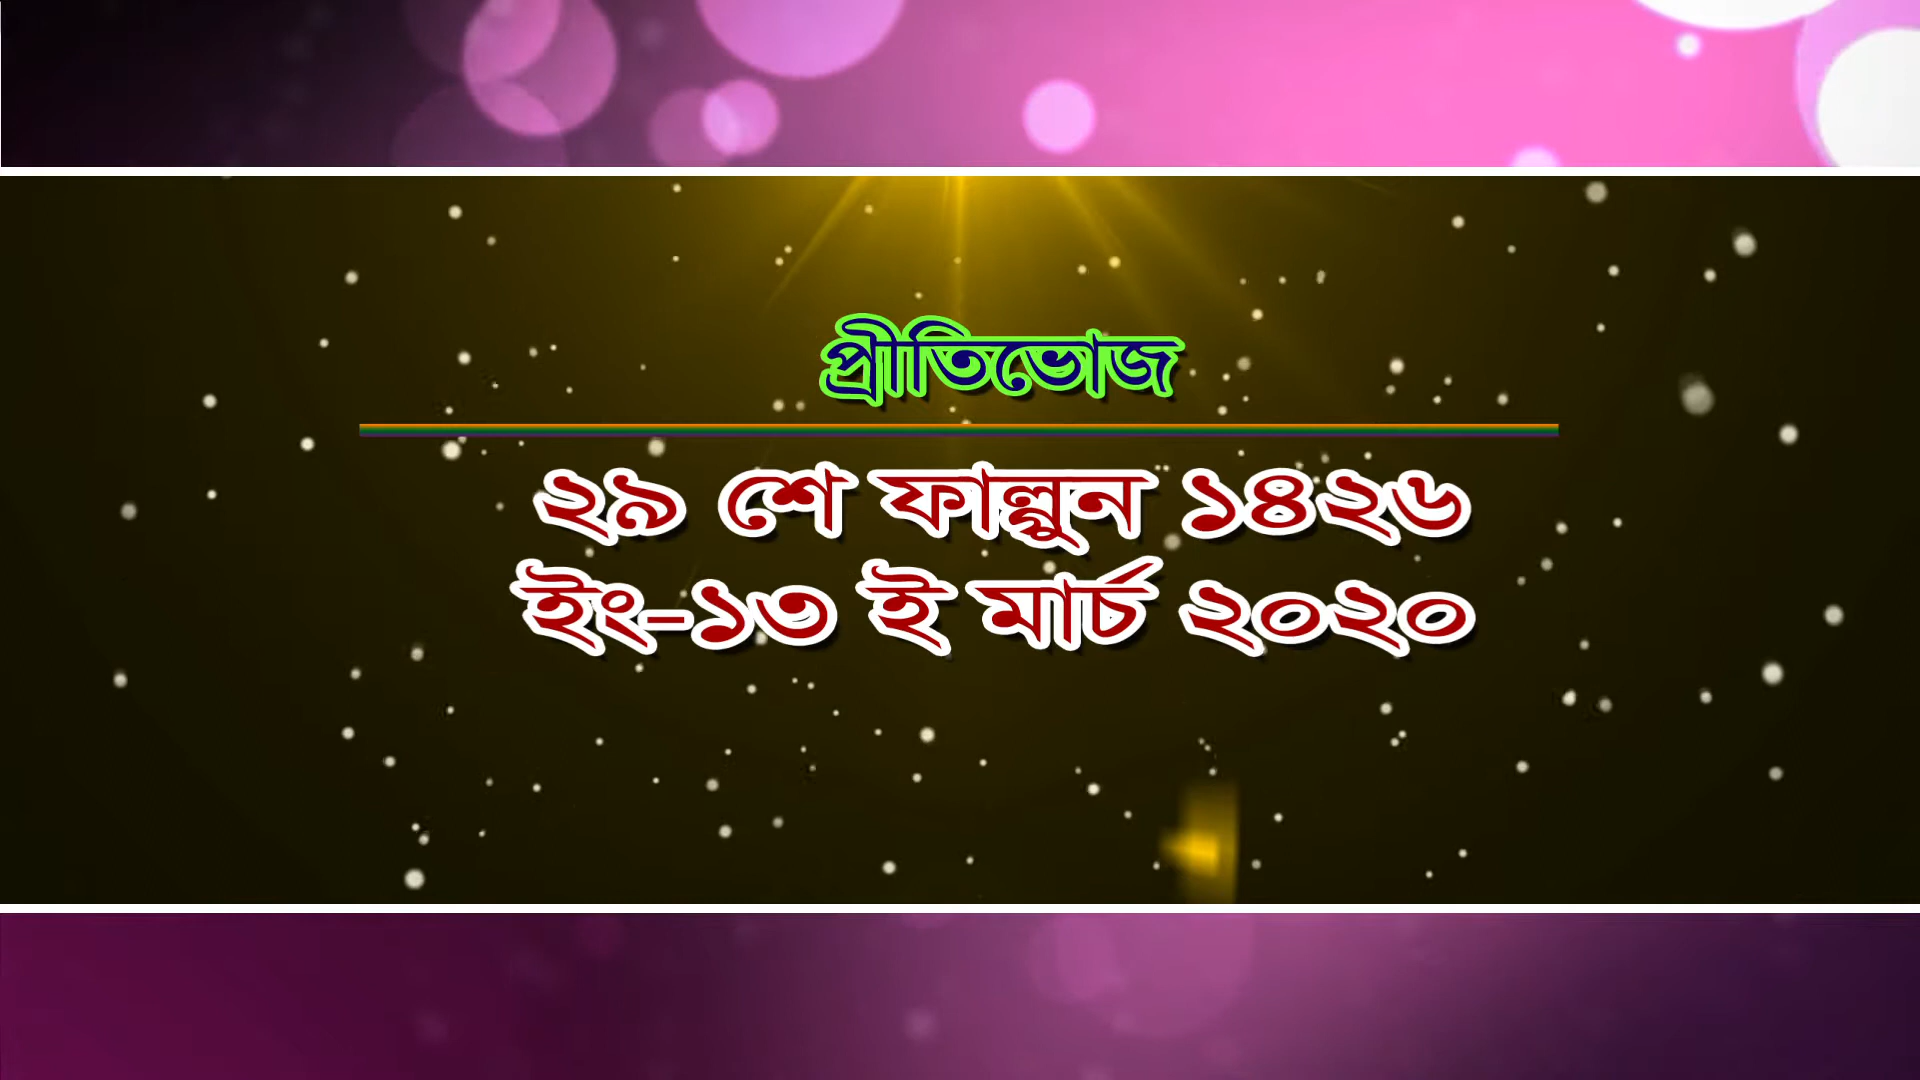 প্রীতিভোজ
২৯ শে ফাল্গুন ১৪২৬
ইং-১৩ ই মার্চ ২০২০